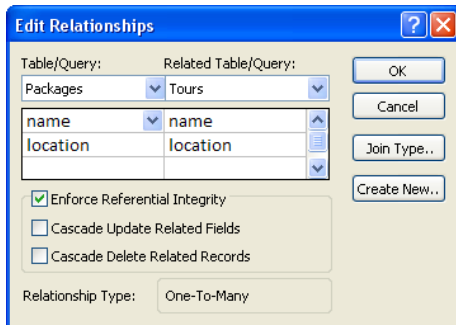 Edit Relationships
Table/Query: Related Table/Query:
Packages Tours
name name
location location
Enforce Referential Integrity
Cascade Update Related Fields
Cascade Delete Related Records
Relationship Type: One-To-Many
OK
Cancel
Join Type..
Create New..